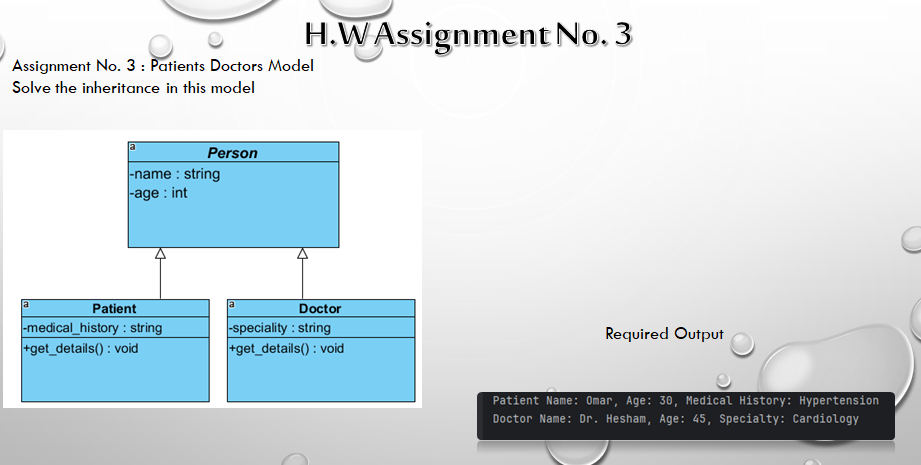 H.W Assignment No. 3
Assignment No. 3 : Patients Doctors Model
Solve the inheritance in this model
a
Person
-name : string
-age : int
a
Patient
-medical_history : string
+get_details() : void
a
Doctor
-speciality : string
+get_details() : void
Required Output
Patient Name: Omar, Age: 30, Medical History: Hypertension
Doctor Name: Dr. Hesham, Age: 45, Specialty: Cardiology